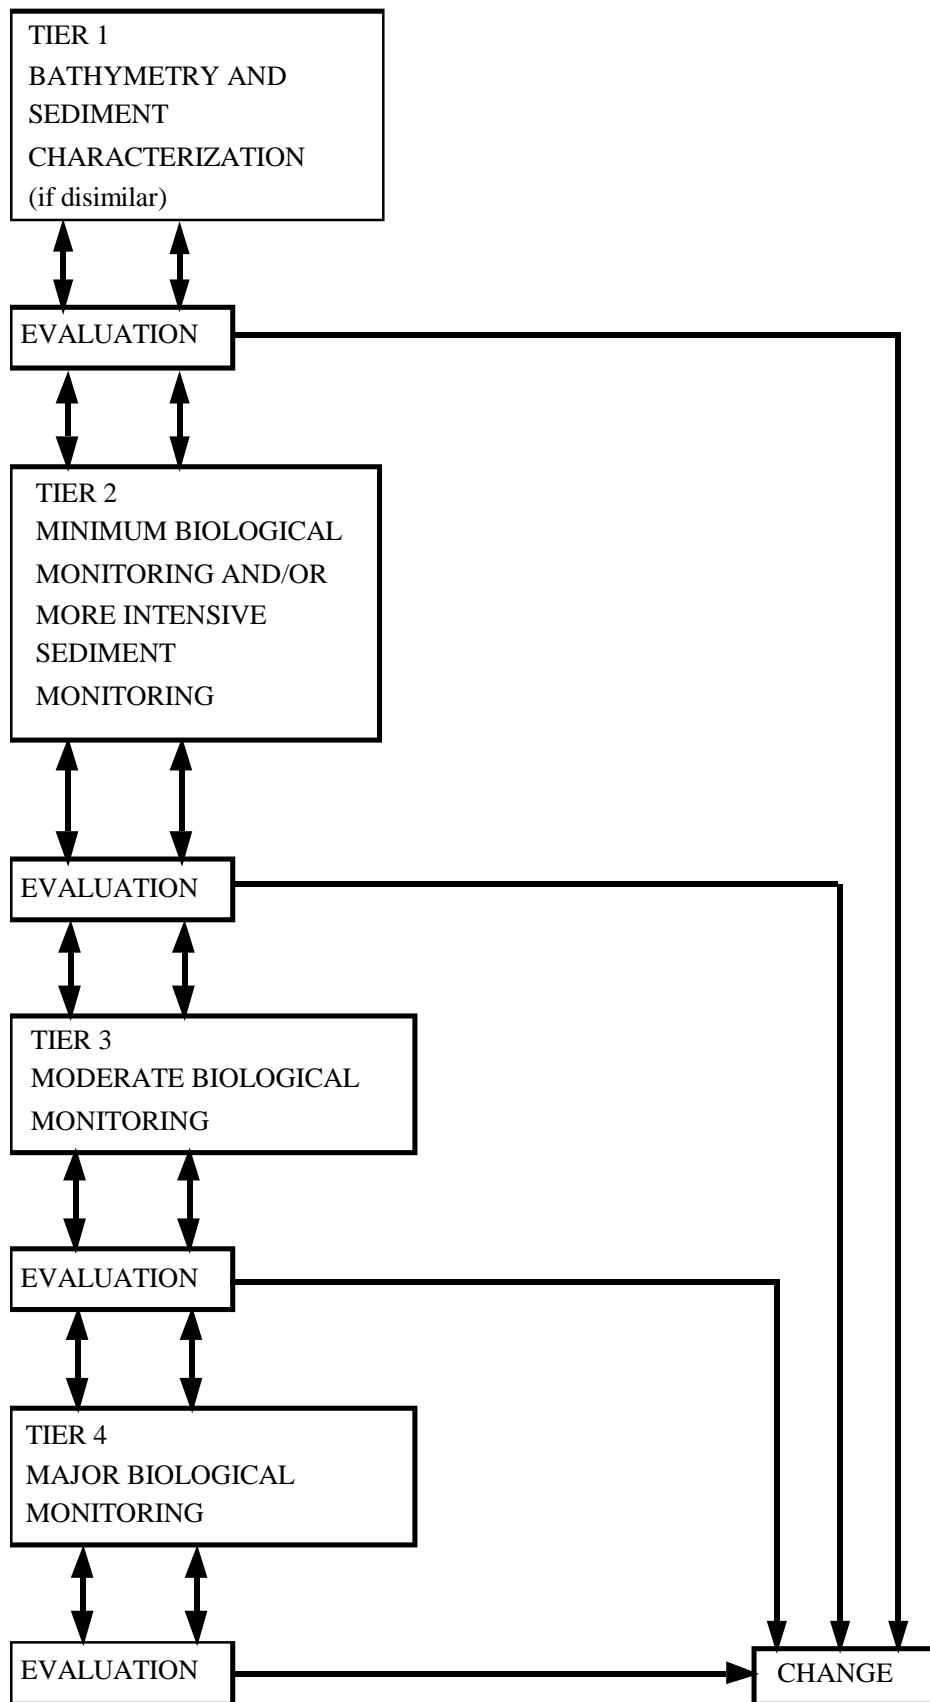 TIER 1
BATHYMETRY AND
SEDIMENT
CHARACTERIZATION
(if disimilar)
EVALUATION
TIER 2
MINIMUM BIOLOGICAL
MONITORING AND/OR
MORE INTENSIVE
SEDIMENT
MONITORING
EVALUATION
TIER 3
MODERATE BIOLOGICAL
MONITORING
EVALUATION
TIER 4
MAJOR BIOLOGICAL
MONITORING
EVALUATION
CHANGE